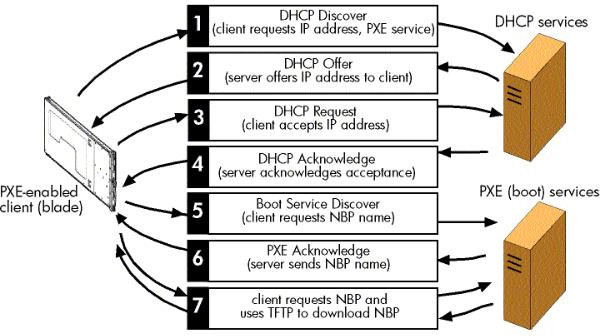 1
DHCP Discover
(client requests IP address, PXE service)
DHCP services
2
DHCP Offer
(server offers IP address to client)
3
DHCP Request
(client accepts IP address)
4
DHCP Acknowledge
(server acknowledges acceptance)
PXE-enabled
client (blade)
5
Boot Service Discover
(client requests NBP name)
PXE (boot) services
6
PXE Acknowledge
(server sends NBP name)
7
client requests NBP and
uses TFTP to download NBP